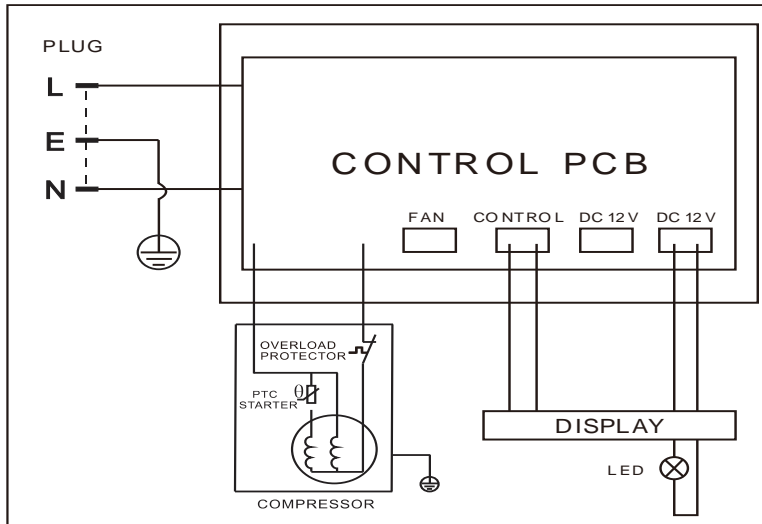 PLUG
L
E
N
CONTROL PCB
FAN
CONTROL
DC 12V
DC 12V
OVERLOAD
PROTECTOR
θ
PTC
STARTER
COMPRESSOR
DISPLAY
LED